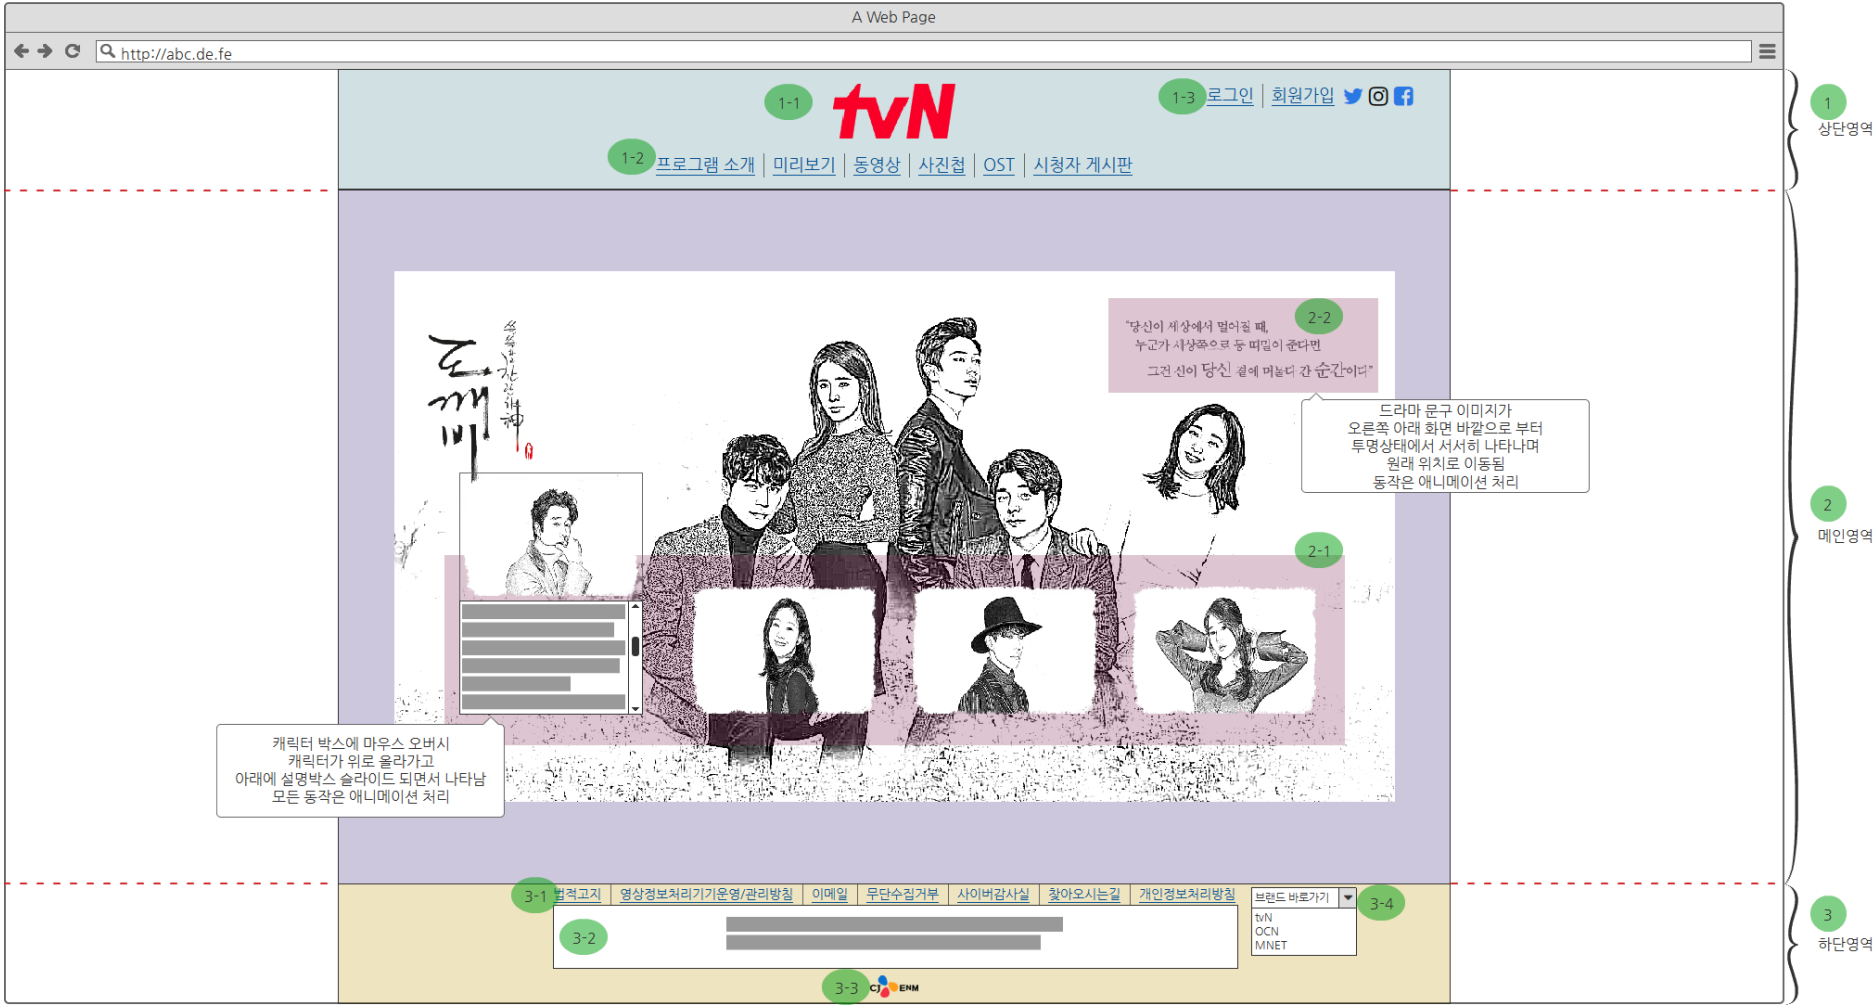 A Web Page
http://abc.de.fe
1-1
tvN
1-3
로그인
회원가입
1
상단영역
1-2
프로그램 소개
미리보기
동영상
사진첩
OST
시청자 게시판
도깨비
2-2
"당신이 세상에서 멀어질 때,
누군가 세상쪽으로 등 떠밀어 준다면
그건 신이 당신 곁에 머물다 간 순간이다"
드라마 문구 이미지가
오른쪽 아래 화면 바깥으로 부터
투명상태에서 서서히 나타나며
원래 위치로 이동됨
동작은 애니메이션 처리
2
메인영역
2-1
캐릭터 박스에 마우스 오버시
캐릭터가 위로 올라가고
아래에 설명박스 슬라이드 되면서 나타남
모든 동작은 애니메이션 처리
3-1
법적고지
영상정보처리기기운영/관리방침
이메일
무단수집거부
사이버감사실
찾아오시는길
개인정보처리방침
브랜드 바로가기
3-4
tvN
OCN
MNET
3
하단영역
3-2
3-3
CJ ENM